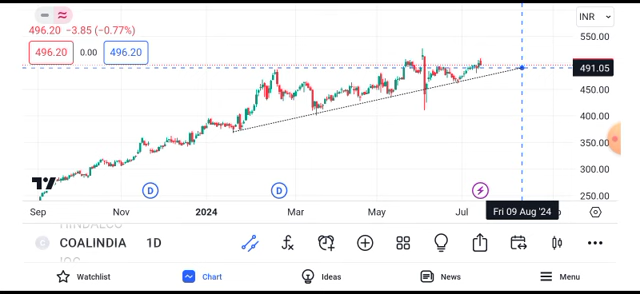 INR
496.20 −3.85 (−0.77%)
550.00
496.20 0.00 496.20
491.05
450.00
400.00
350.00
300.00
250.00
D D
Sep Nov 2024 Mar May Jul Fri 09 Aug '24
HINDALCO
C COALINDIA 1D
IOC
Watchlist Chart Ideas News Menu